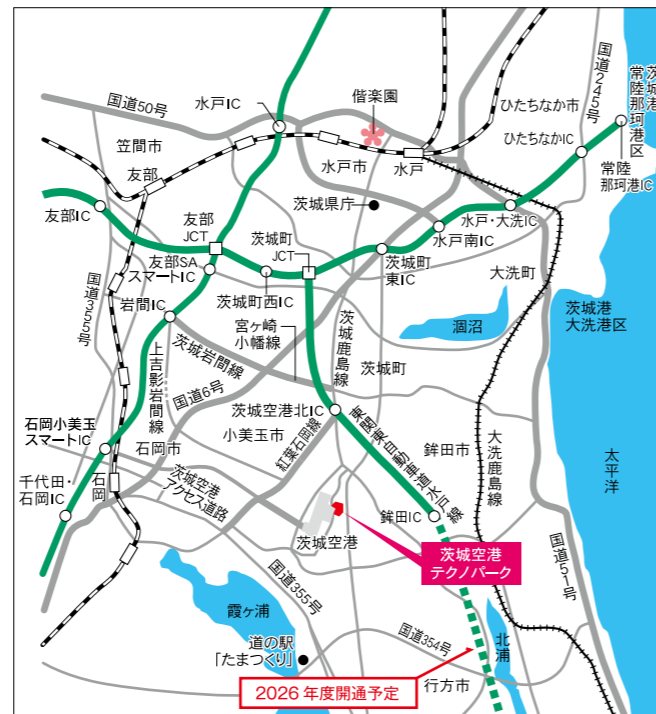 国道50号
水戸IC
偕楽園
国道245号
ひたちなか市
ひたちなかIC
茨城港
常陸那珂港区
常陸
那珂港IC
笠間市
友部
水戸市
水戸
茨城県庁
友部IC
友部
JCT
茨城町
JCT
水戸・大洗IC
水戸南IC
友部SA
スマートIC
茨城町西IC
茨城町
東IC
大洗町
国道355号
岩間IC
宮ヶ崎
小幡線
茨城鹿島線
涸沼
茨城港
大洗港区
上吉影岩間線
茨城岩間線
国道6号
茨城町
石岡小美玉
スマートIC
茨城空港北IC
石岡市
小美玉市
紅葉石岡線
東関東自動車道水戸線
鉾田市
大洗鹿島線
太平洋
千代田・
石岡IC
石岡
茨城空港
アクセス道路
鉾田IC
茨城空港
茨城空港
テクノパーク
国道51号
国道355号
霞ヶ浦
道の駅
「たまつくり」
国道354号
北浦
2026年度開通予定
行方市